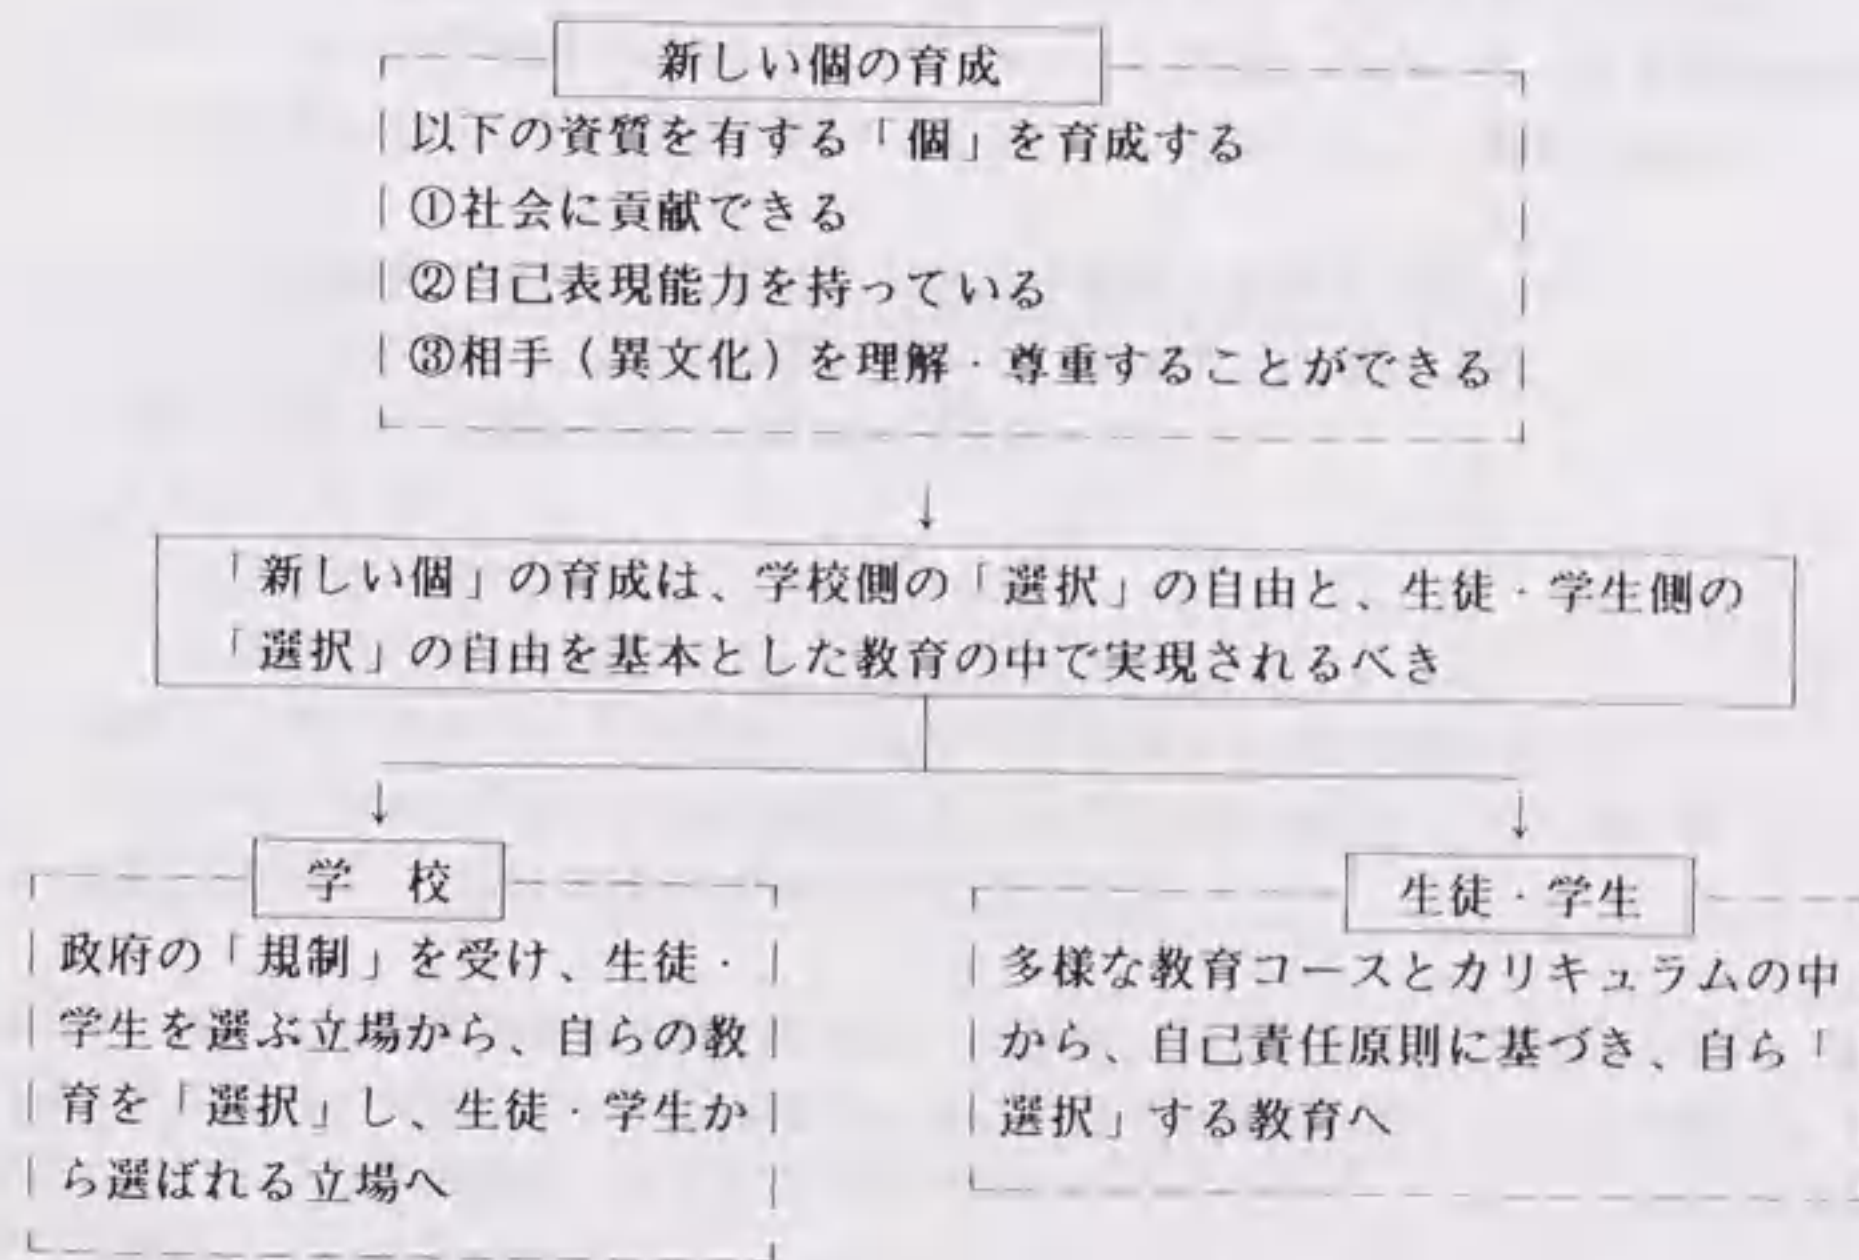 新しい個の育成
以下の資質を有する「個」を育成する
①社会に貢献できる
②自己表現能力を持っている
③相手（異文化）を理解・尊重することができる
「新しい個」の育成は、学校側の「選択」の自由と、生徒・学生側の
「選択」の自由を基本とした教育の中で実現されるべき
学　校
政府の「規制」を受け、生徒・
学生を選ぶ立場から、自らの教
育を「選択」し、生徒・学生か
ら選ばれる立場へ
生徒・学生
多様な教育コースとカリキュラムの中
から、自己責任原則に基づき、自ら「
選択」する教育へ